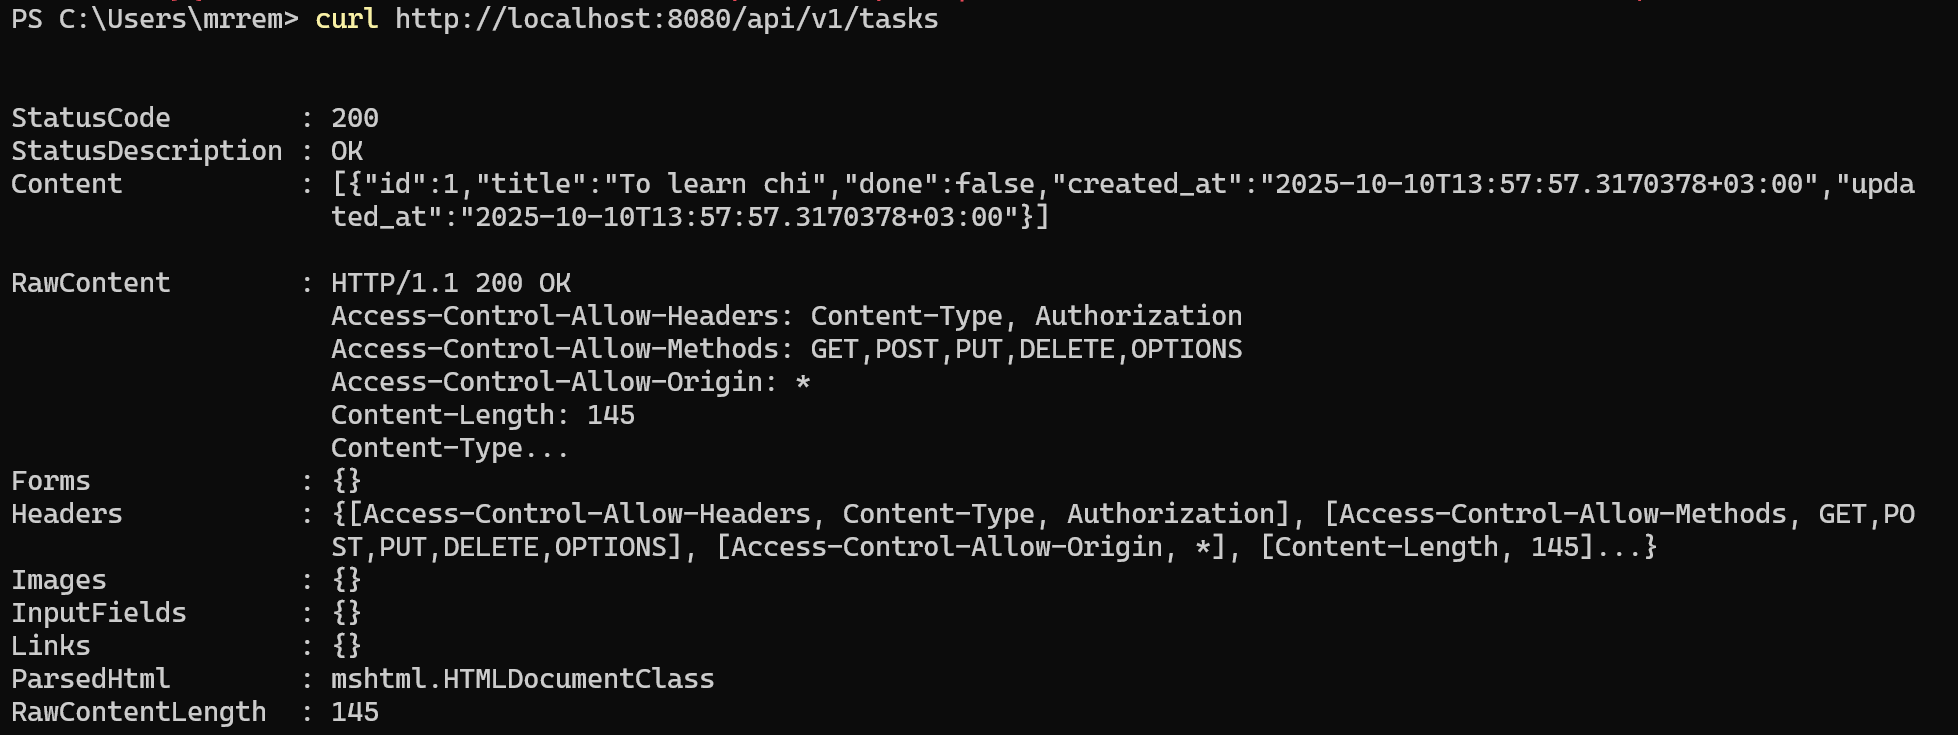 PS C:\Users\mrrem> curl http://localhost:8080/api/v1/tasks
StatusCode        : 200
StatusDescription : OK
Content           : [{"id":1,"title":"To learn chi","done":false,"created_at":"2025-10-10T13:57:57.3170378+03:00","upda
                    ted_at":"2025-10-10T13:57:57.3170378+03:00"}]
RawContent        : HTTP/1.1 200 OK
                    Access-Control-Allow-Headers: Content-Type, Authorization
                    Access-Control-Allow-Methods: GET,POST,PUT,DELETE,OPTIONS
                    Access-Control-Allow-Origin: *
                    Content-Length: 145
                    Content-Type...
Forms             : {}
Headers           : {[Access-Control-Allow-Headers, Content-Type, Authorization], [Access-Control-Allow-Methods, GET,PO
                    ST,PUT,DELETE,OPTIONS], [Access-Control-Allow-Origin, *], [Content-Length, 145]...}
Images            : {}
InputFields       : {}
Links             : {}
ParsedHtml        : mshtml.HTMLDocumentClass
RawContentLength  : 145